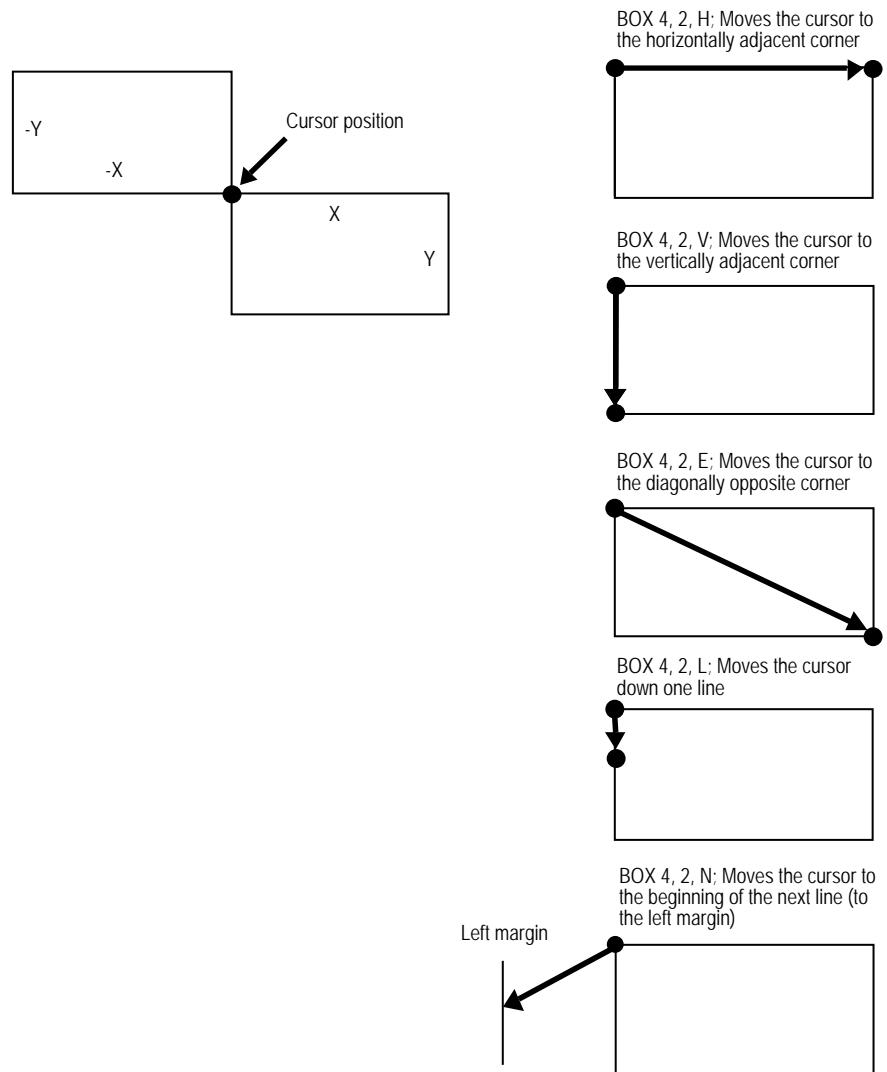 -Y
-X
Cursor position
X
Y
BOX 4, 2, H; Moves the cursor to
the horizontally adjacent corner
BOX 4, 2, V; Moves the cursor to
the vertically adjacent corner
BOX 4, 2, E; Moves the cursor to
the diagonally opposite corner
BOX 4, 2, L; Moves the cursor
down one line
BOX 4, 2, N; Moves the cursor to
the beginning of the next line (to
the left margin)
Left margin